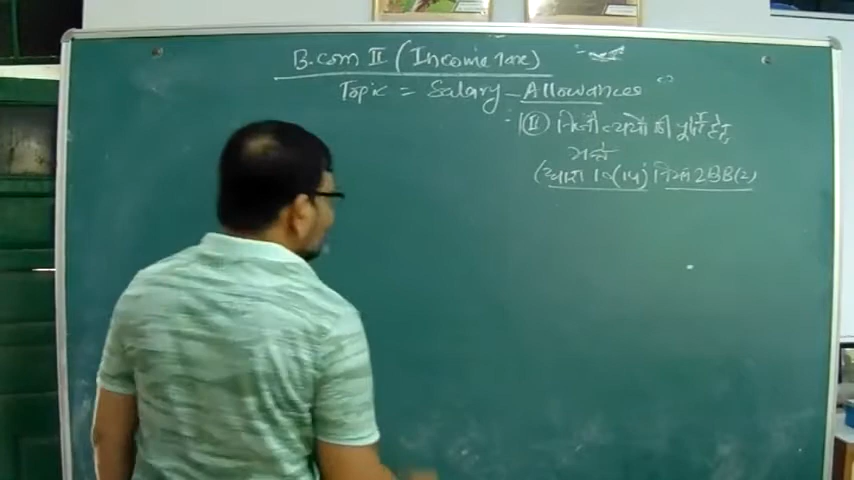 B.com II (Income Tax)
Topic = Salary - Allowances
(II) निजी व्ययों की पूर्ति हेतु
भत्ते
(धारा 10(14) नियम 2BB(2)